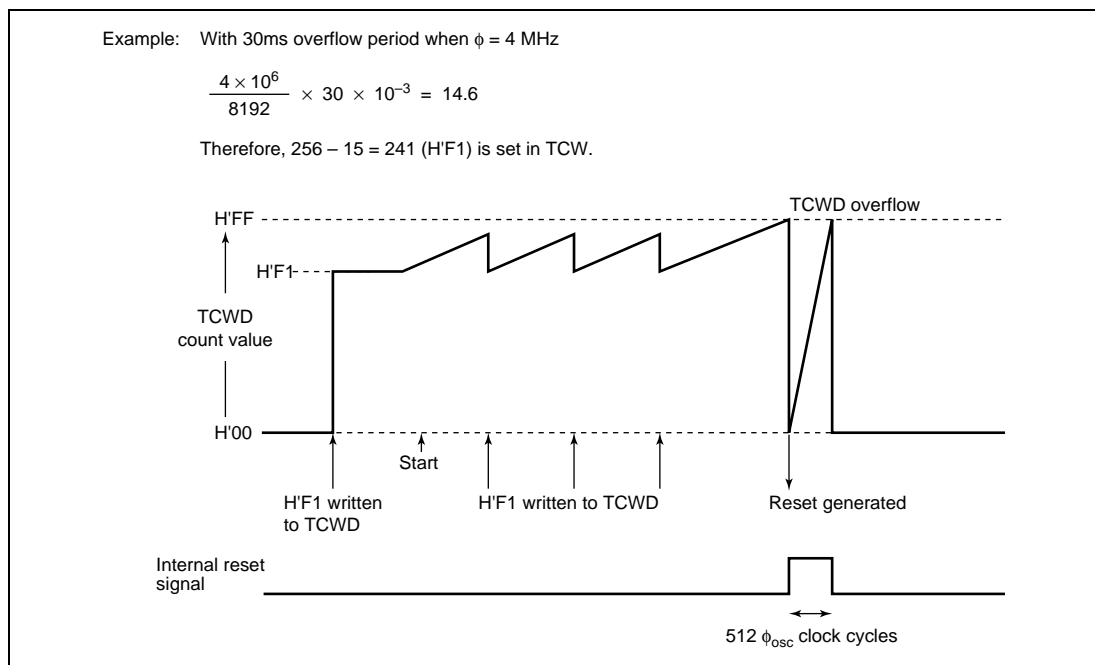 Example: With 30ms overflow period when ϕ = 4 MHz
4 × 10⁶
8192
× 30 × 10⁻³ = 14.6
Therefore, 256 – 15 = 241 (H'F1) is set in TCW.
TCWD overflow
H'FF
H'F1
TCWD
count value
H'00
Start
H'F1 written
to TCWD
H'F1 written to TCWD
Reset generated
Internal reset
signal
512 ϕosc clock cycles